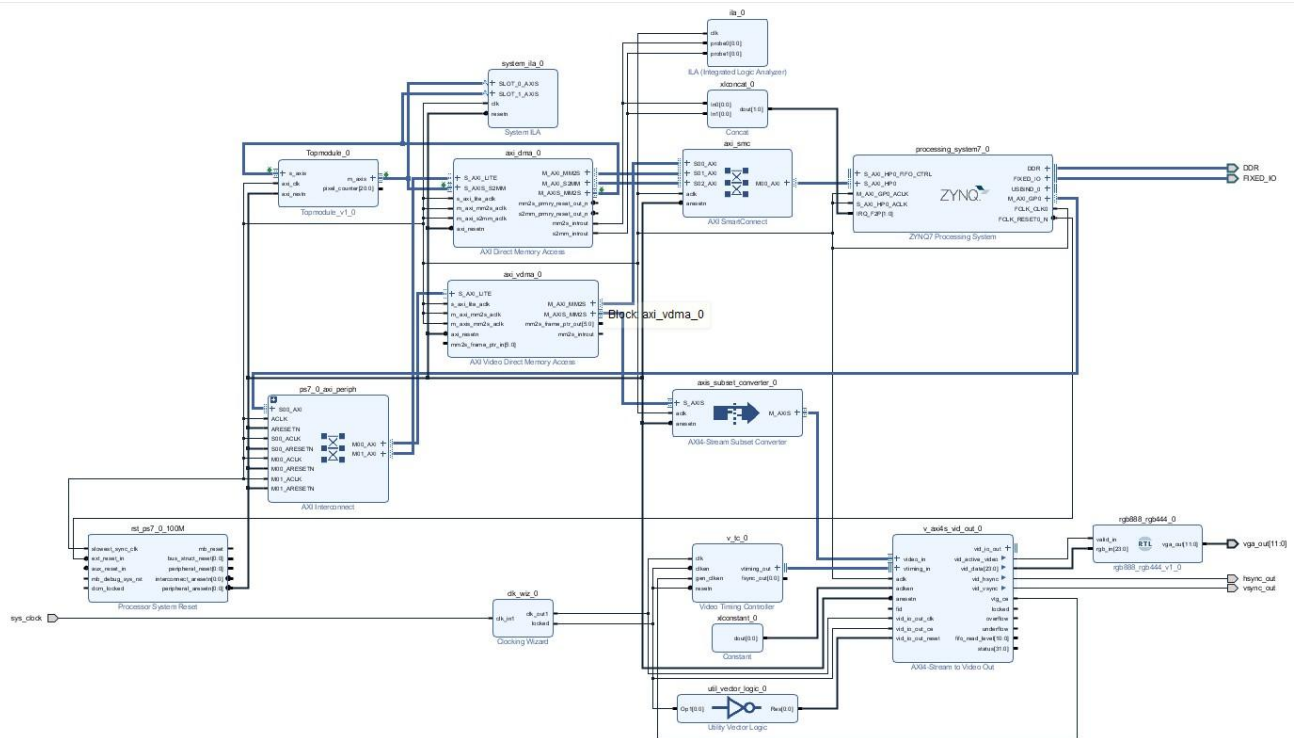 ila_0
clk
probe0[0:0]
probe1[0:0]
ILA (Integrated Logic Analyzer)
system_ila_0
SLOT_0_AXIS
SLOT_1_AXIS
clk
resetn
System ILA
xlconcat_0
In0[0:0]
In1[0:0]
dout[1:0]
Concat
Topmodule_0
s_axis
axi_clk
axi_resetn
m_axis
Topmodule_v1_0
axi_dma_0
S_AXI_LITE
S_AXIS_S2MM
s_axi_lite_aclk
m_axi_mm2s_aclk
m_axi_s2mm_aclk
axi_resetn
M_AXI_MM2S
M_AXI_S2MM
M_AXIS_MM2S
mm2s_prmry_reset_out_n
s2mm_prmry_reset_out_n
mm2s_introut
s2mm_introut
AXI Direct Memory Access
axi_smc
S00_AXI
S01_AXI
S02_AXI
aclk
aresetn
M00_AXI
AXI SmartConnect
processing_system7_0
S_AXI_HP0_FIFO_CTRL
S_AXI_HP0
M_AXI_GP0_ACLK
S_AXI_HP0_ACLK
IRQ_F2P[1:0]
ZYNQ
DDR
FIXED_IO
USBIND_0
M_AXI_GP0
FCLK_CLK0
FCLK_RESET0_N
ZYNQ7 Processing System
DDR
FIXED_IO
axi_vdma_0
S_AXI_LITE
s_axi_lite_aclk
m_axi_mm2s_aclk
m_axis_mm2s_aclk
axi_resetn
mm2s_frame_ptr_in[5:0]
M_AXI_MM2S
M_AXIS_MM2S
mm2s_frame_ptr_out[5:0]
mm2s_introut
AXI Video Direct Memory Access
Block: axi_vdma_0
ps7_0_axi_periph
S00_AXI
ACLK
ARESETN
S00_ACLK
S00_ARESETN
M00_ACLK
M00_ARESETN
M01_ACLK
M01_ARESETN
M00_AXI
M01_AXI
AXI Interconnect
axis_subset_converter_0
S_AXIS
aclk
aresetn
M_AXIS
AXI4-Stream Subset Converter
rst_ps7_0_100M
slowest_sync_clk
ext_reset_in
aux_reset_in
mb_debug_sys_rst
dcm_locked
mb_reset
bus_struct_reset[0:0]
peripheral_reset[0:0]
interconnect_aresetn[0:0]
peripheral_aresetn[0:0]
Processor System Reset
sys_clock
clk_wiz_0
clk_in1
clk_out1
locked
Clocking Wizard
v_tc_0
clk
clken
gen_clken
resetn
vtiming_out
fsync_out[0:0]
Video Timing Controller
xlconstant_0
dout[0:0]
Constant
util_vector_logic_0
Op1[0:0]
Res[0:0]
Utility Vector Logic
v_axi4s_vid_out_0
video_in
vtiming_in
aclk
aclken
aresetn
fid
vid_io_out_clk
vid_io_out_ce
vid_io_out_reset
vid_io_out
vid_active_video
vid_data[23:0]
vid_hsync
vid_vsync
vtg_ce
locked
overflow
underflow
fifo_read_level[10:0]
status[31:0]
AXI4-Stream to Video Out
rgb888_rgb444_0
valid_in
rgb_in[23:0]
RTL
vga_out[11:0]
rgb888_rgb444_v1_0
vga_out[11:0]
hsync_out
vsync_out